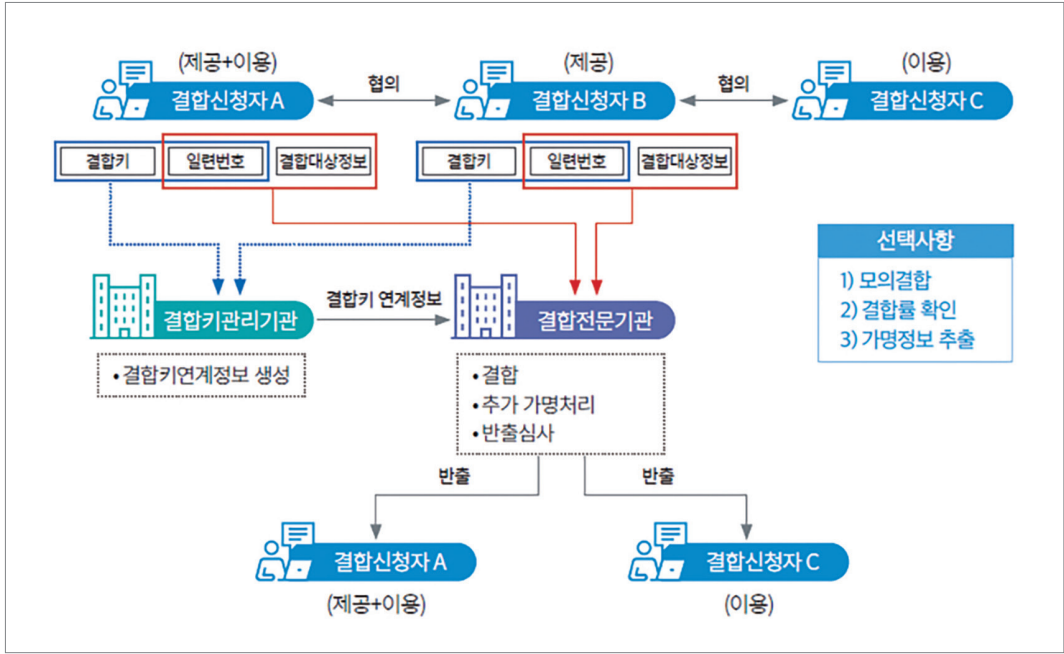 (제공+이용)
(제공)
(이용)
결합신청자 A
협의
결합신청자 B
협의
결합신청자 C
결합키
일련번호
결합대상정보
결합키
일련번호
결합대상정보
선택사항
1) 모의결합
2) 결합률 확인
3) 가명정보 추출
결합키관리기관
결합키 연계정보
결합전문기관
•결합키연계정보 생성
•결합
•추가 가명처리
•반출심사
반출
반출
결합신청자 A
결합신청자 C
(제공+이용)
(이용)